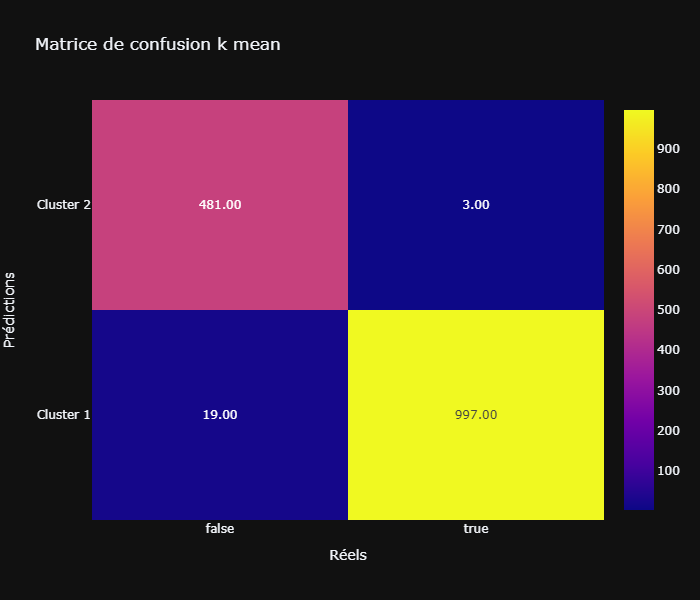 Matrice de confusion k mean
Prédictions
Cluster 2
481.00
3.00
Cluster 1
19.00
997.00
false
true
Réels
900
800
700
600
500
400
300
200
100